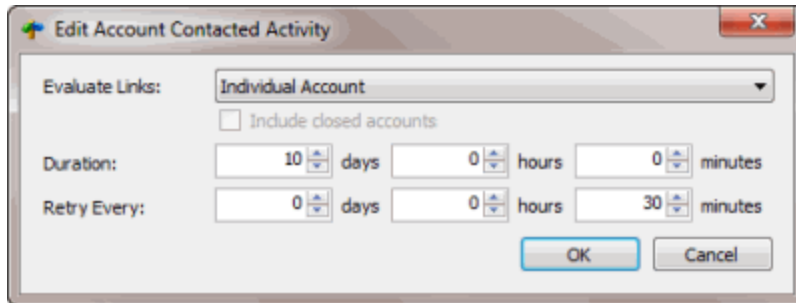 Edit Account Contacted Activity
Evaluate Links: Individual Account
Include closed accounts
Duration: 10 days 0 hours 0 minutes
Retry Every: 0 days 0 hours 30 minutes
OK Cancel